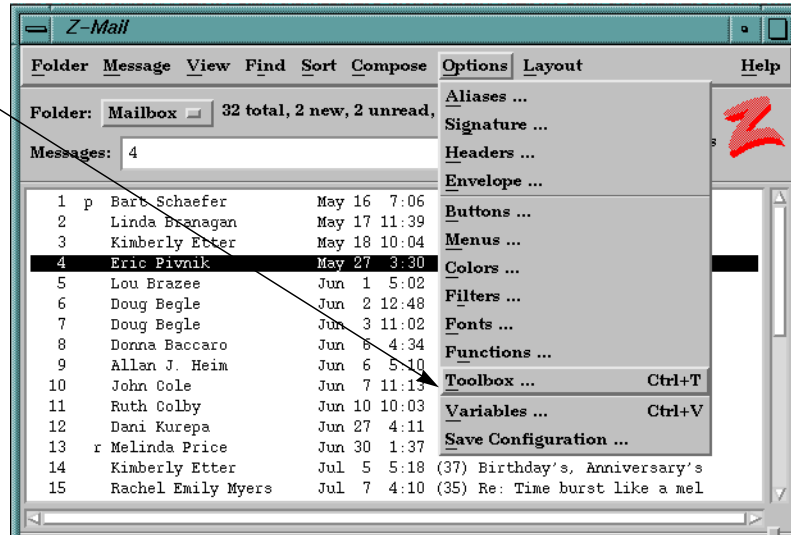 Z-Mail
Folder Message View Find Sort Compose Options Layout Help
Folder: Mailbox 32 total, 2 new, 2 unread,
Messages: 4
Aliases ...
Signature ...
Headers ...
Envelope ...
Buttons ...
Menus ...
Colors ...
Filters ...
Fonts ...
Functions ...
Toolbox ... Ctrl+T
Variables ... Ctrl+V
Save Configuration ...
1 p Bart Schaefer May 16 7:06
2 Linda Branagan May 17 11:39
3 Kimberly Etter May 18 10:04
4 Eric Pivnik May 27 3:30
5 Lou Brazee Jun 1 5:02
6 Doug Begle Jun 2 12:48
7 Doug Begle Jun 3 11:02
8 Donna Baccaro Jun 6 4:34
9 Allan J. Heim Jun 6 5:10
10 John Cole Jun 7 11:13
11 Ruth Colby Jun 10 10:03
12 Dani Kurepa Jun 27 4:11
13 r Melinda Price Jun 30 1:37
14 Kimberly Etter Jul 5 5:18 (37) Birthday's, Anniversary's
15 Rachel Emily Myers Jul 7 4:10 (35) Re: Time burst like a mel